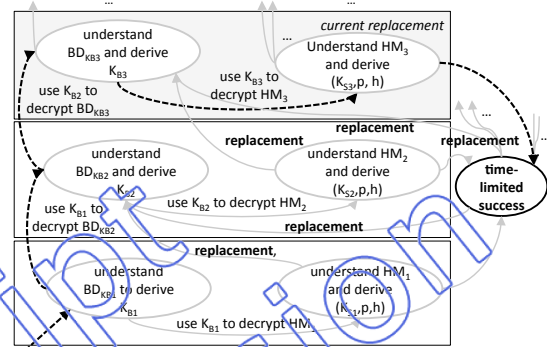 ...
current replacement
understand
BD_KB3 and derive
K_B3
...
Understand HM_3
and derive
(K_S3,p, h)
use K_B2 to
decrypt BD_KB3
use K_B3 to
decrypt HM_3
...
replacement
replacement
replacement
...
understand
BD_KB2 and derive
K_B2
understand HM_2
and derive
(K_S2,p,h)
time-
limited
success
use K_B1 to
decrypt BD_KB2
use K_B2 to decrypt HM_2
replacement
replacement,
understand
BD_KB1 to derive
K_B1
understand HM_1
and derive
(K_S1,p,h)
use K_B1 to decrypt HM